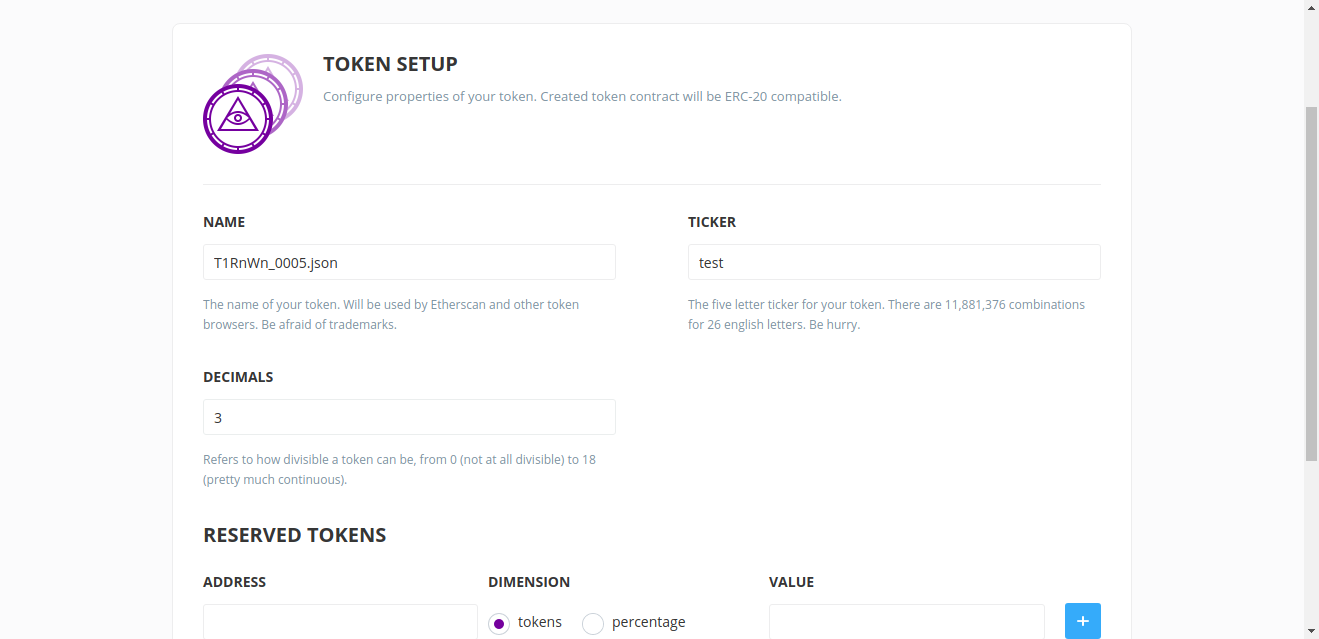 TOKEN SETUP
Configure properties of your token. Created token contract will be ERC-20 compatible.
NAME
T1RnWn_0005.json
The name of your token. Will be used by Etherscan and other token
browsers. Be afraid of trademarks.
TICKER
test
The five letter ticker for your token. There are 11,881,376 combinations
for 26 english letters. Be hurry.
DECIMALS
3
Refers to how divisible a token can be, from 0 (not at all divisible) to 18
(pretty much continuous).
RESERVED TOKENS
ADDRESS
DIMENSION
VALUE
tokens
percentage
+